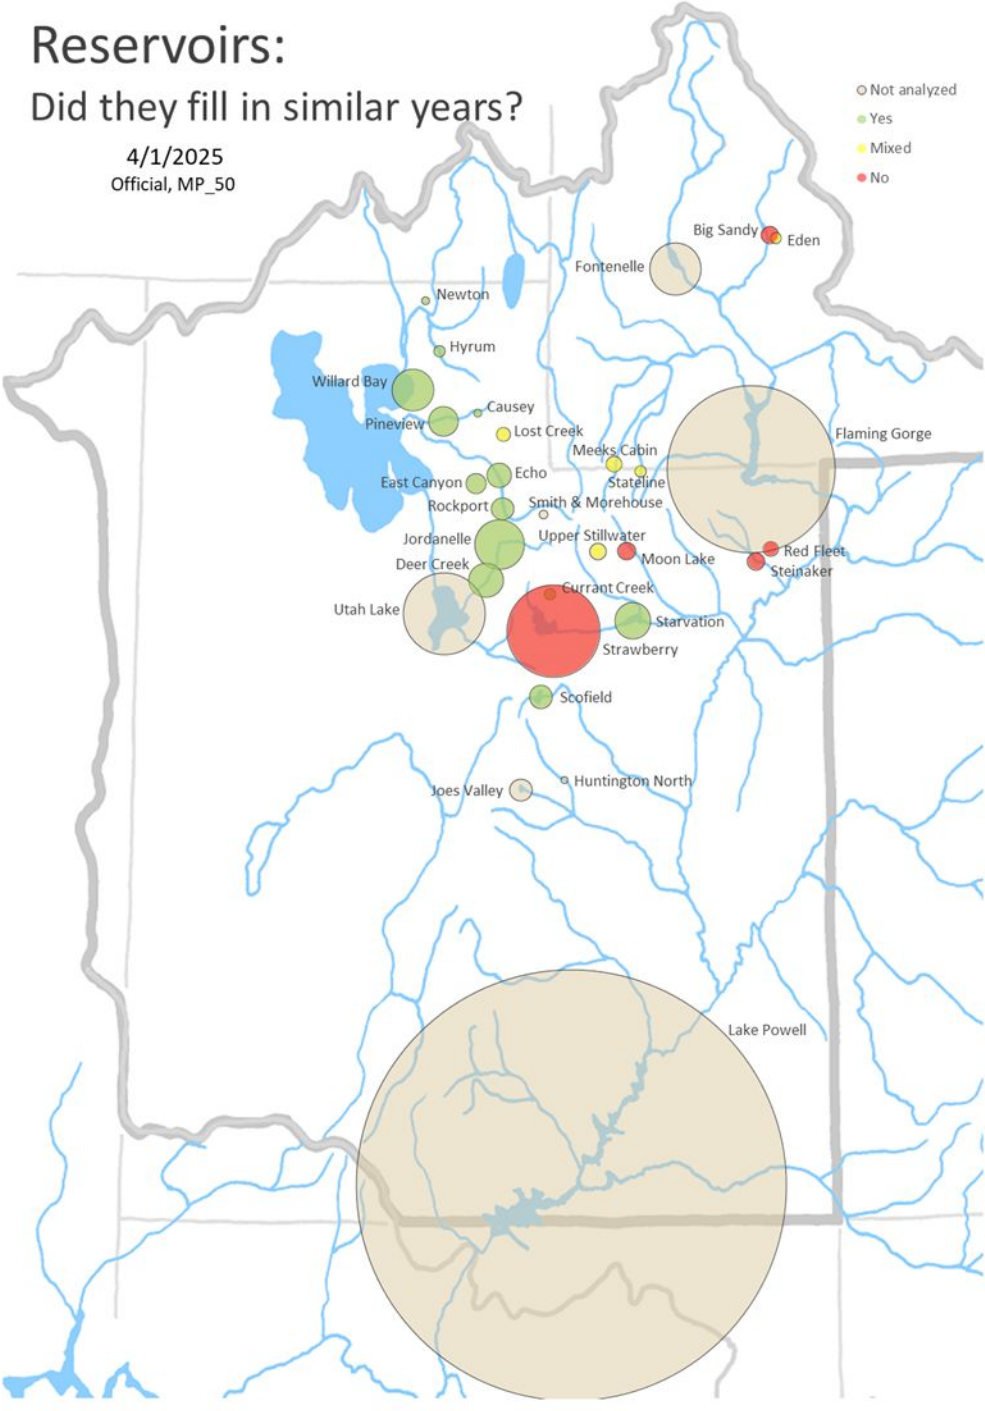 Reservoirs:
Did they fill in similar years?
4/1/2025
Official, MP_50
Not analyzed
Yes
Mixed
No
Big Sandy
Eden
Fontenelle
Newton
Hyrum
Willard Bay
Causey
Pineview
Lost Creek
Flaming Gorge
Meeks Cabin
Echo
East Canyon
Stateline
Rockport
Smith & Morehouse
Jordanelle
Upper Stillwater
Red Fleet
Moon Lake
Deer Creek
Steinaker
Currant Creek
Utah Lake
Starvation
Strawberry
Scofield
Huntington North
Joes Valley
Lake Powell